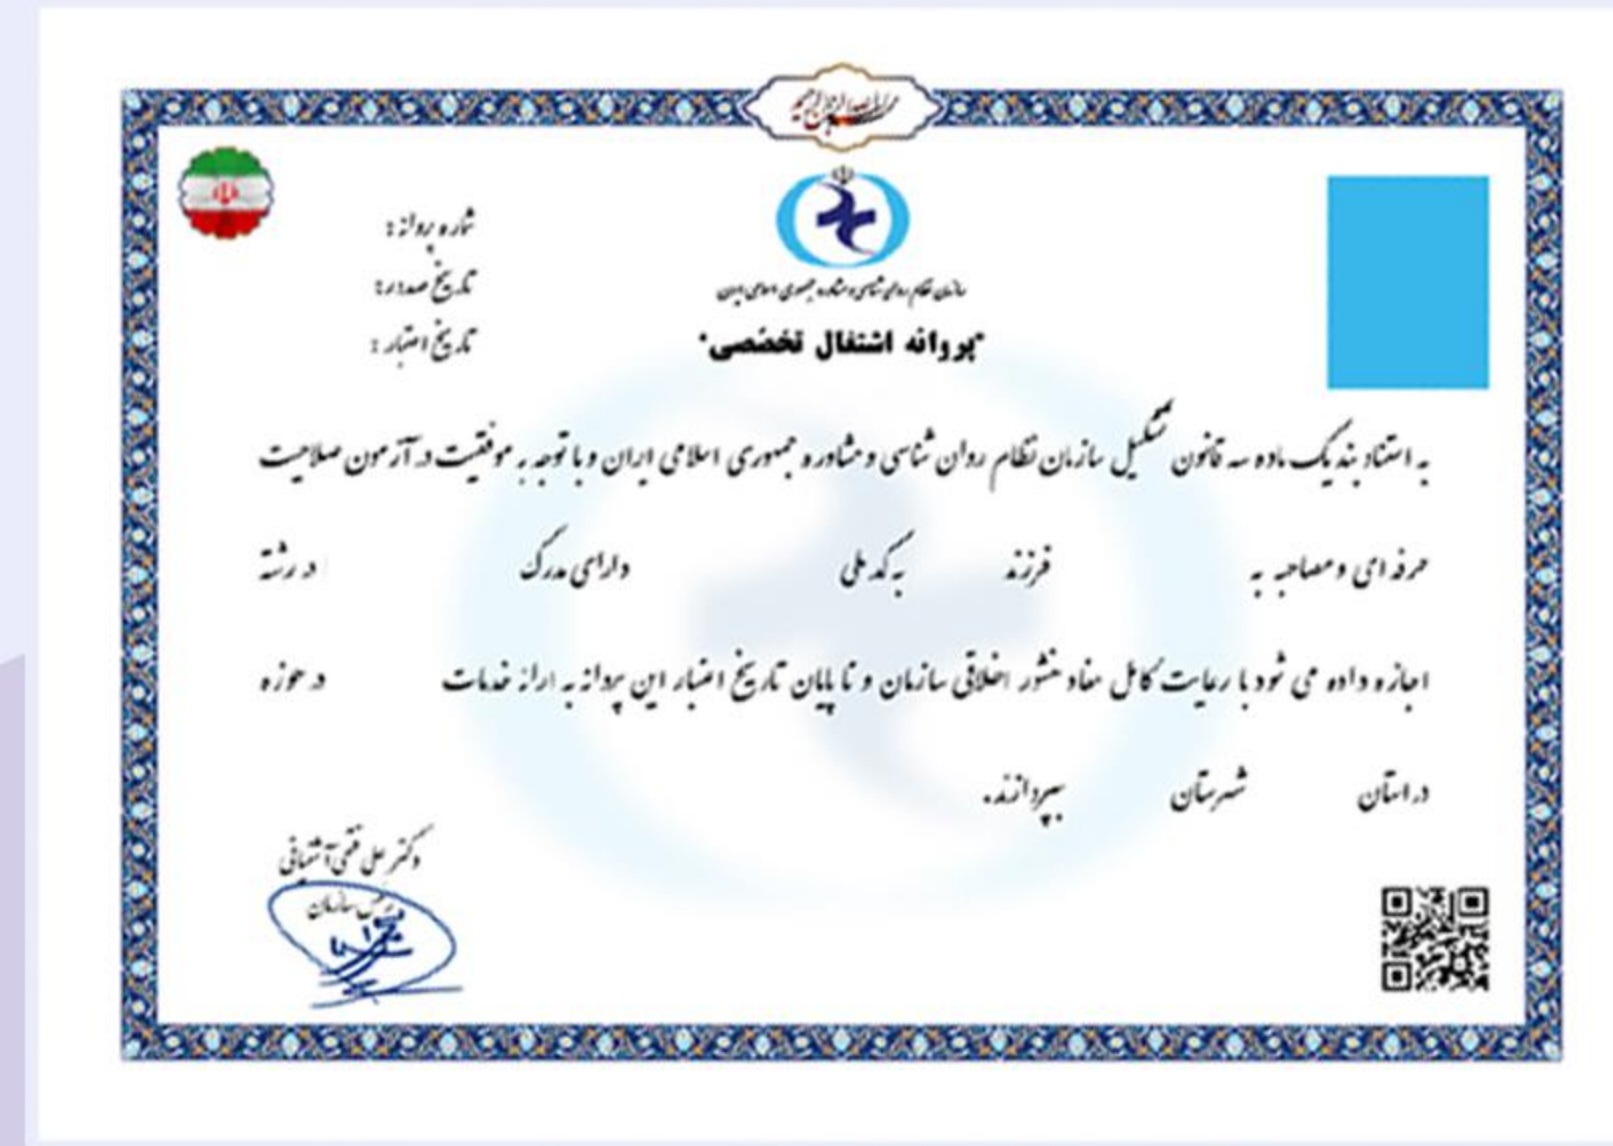 بسم الله الرحمن الرحیم
شماره پروانه :
تاریخ صدور :
تاریخ اعتبار :
سازمان نظام روان شناسی و مشاوره جمهوری اسلامی ایران
"پروانه اشتغال تخصّصی"
به استناد بند یک ماده سه قانون تشکیل سازمان نظام روان شناسی و مشاوره جمهوری اسلامی ایران و با توجه به موفقیت در آزمون صلاحیت
حرفه ای و مصاحبه به فرزند به کد ملی دارای مدرک در رشته
اجازه داده می شود با رعایت کامل مفاد منشور اخلاقی سازمان و تا پایان تاریخ اعتبار این پروانه به ارائه خدمات در حوزه
در استان شهرستان بپردازند.
دکتر علی فتحی آشتیانی
رئیس سازمان